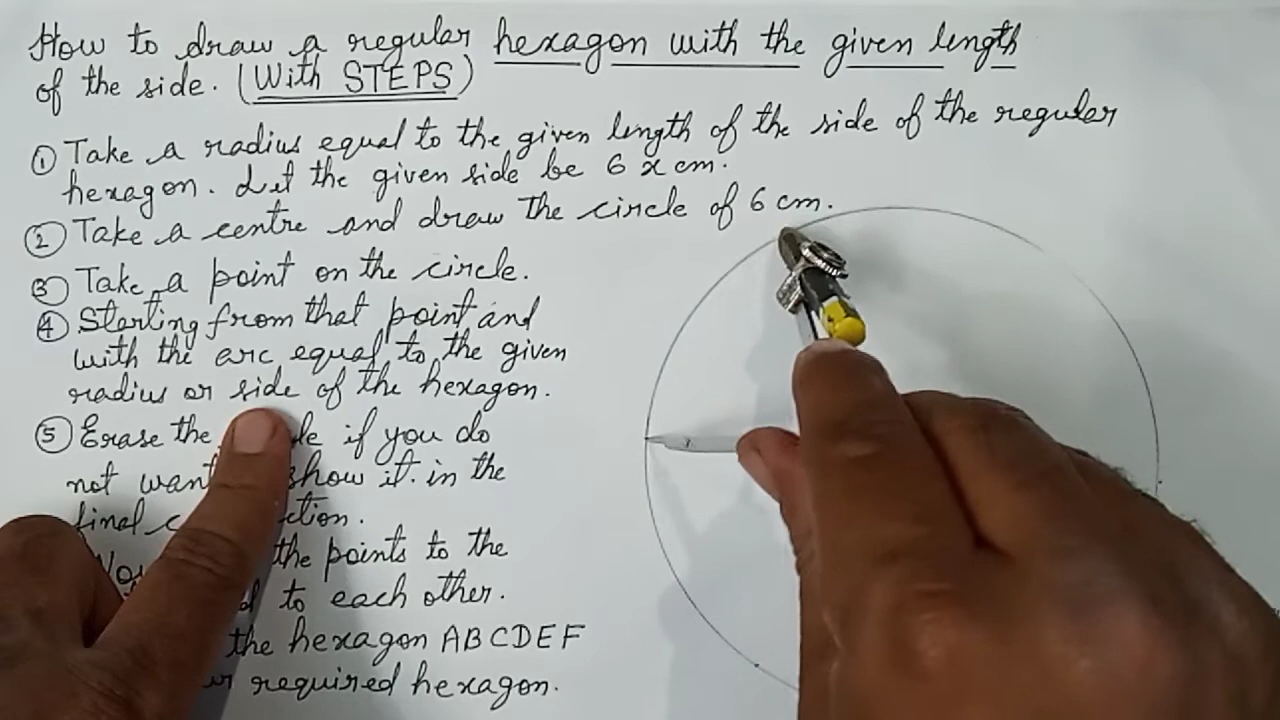 How to draw a regular hexagon with the given length
of the side. (With STEPS)
① Take a radius equal to the given length of the side of the regular
hexagon. Let the given side be 6 x cm.
② Take a centre and draw the circle of 6 cm.
③ Take a point on the circle.
④ Starting from that point and
with the arc equal to the given
radius or side of the hexagon.
⑤ Erase the if you do
not want show it in the
final
the points to the
to each other.
the hexagon ABCDEF
required hexagon.